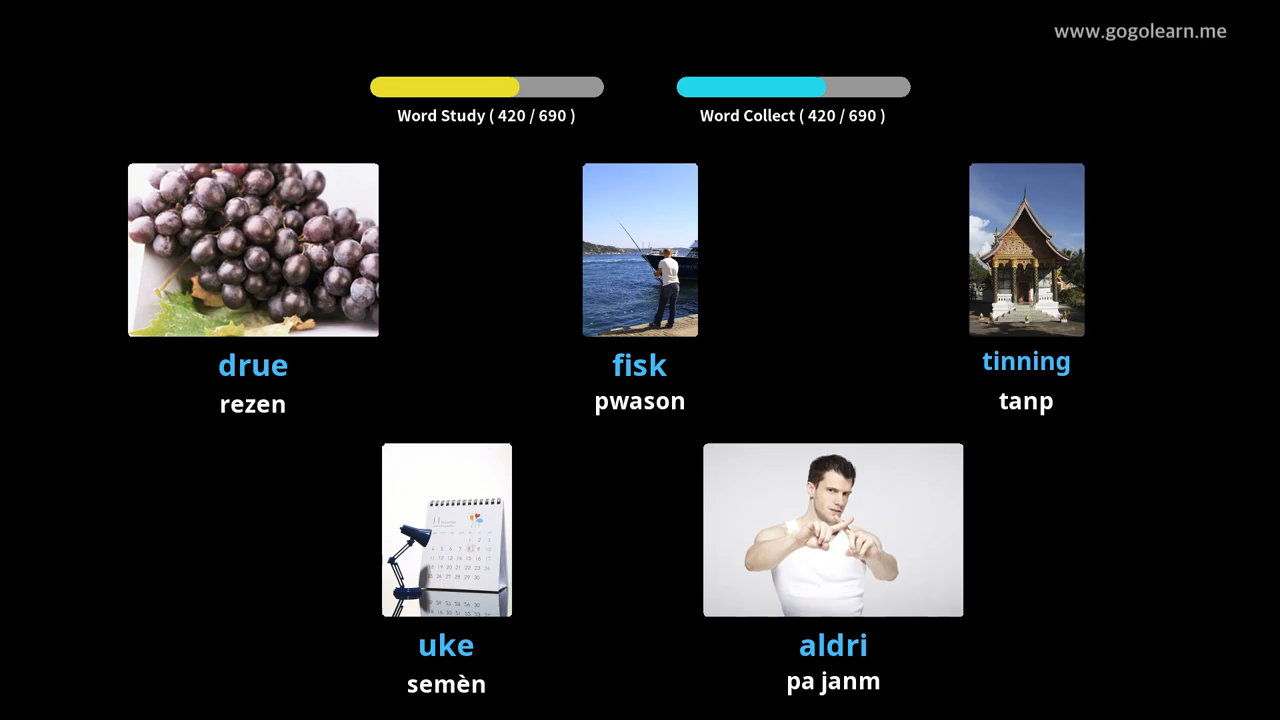 www.gogolearn.me
Word Study ( 420 / 690 )
Word Collect ( 420 / 690 )
drue
rezen
fisk
pwason
tinning
tanp
uke
semèn
aldri
pa janm